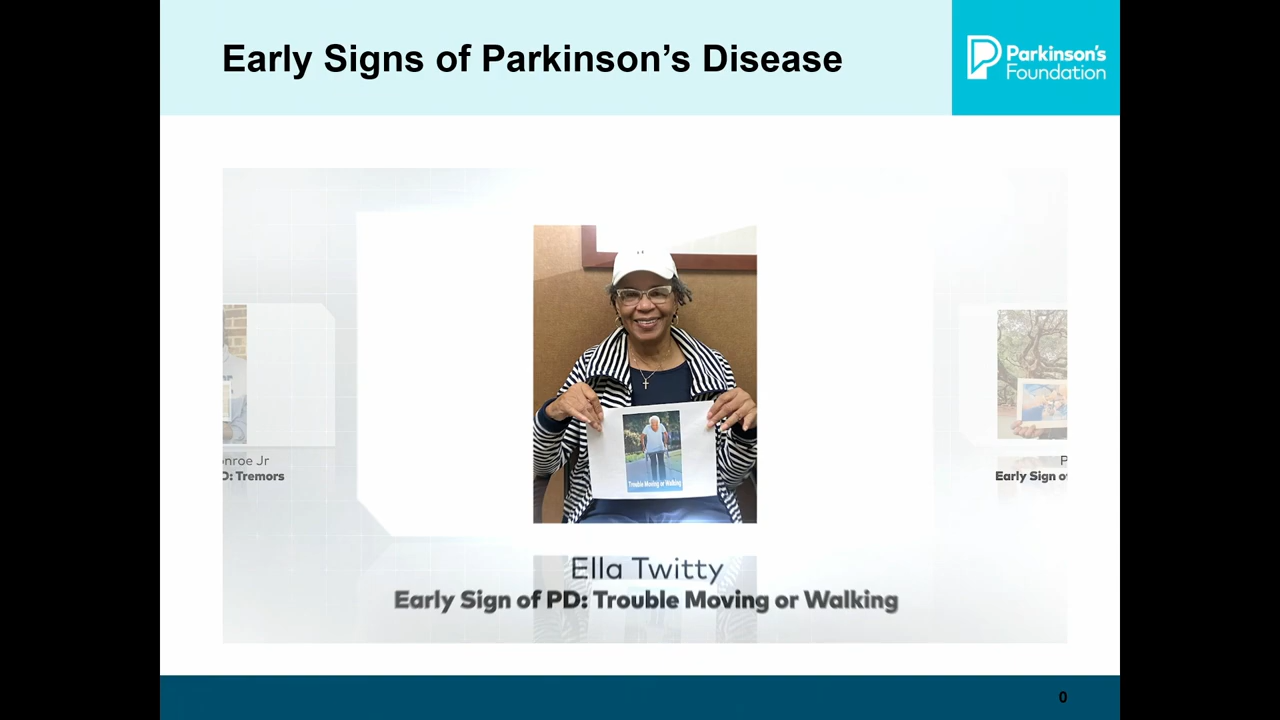 Early Signs of Parkinson’s Disease
Parkinson's
Foundation
Trouble Moving or Walking
nroe Jr
D: Tremors
P
Early Sign of
Ella Twitty
Early Sign of PD: Trouble Moving or Walking
0